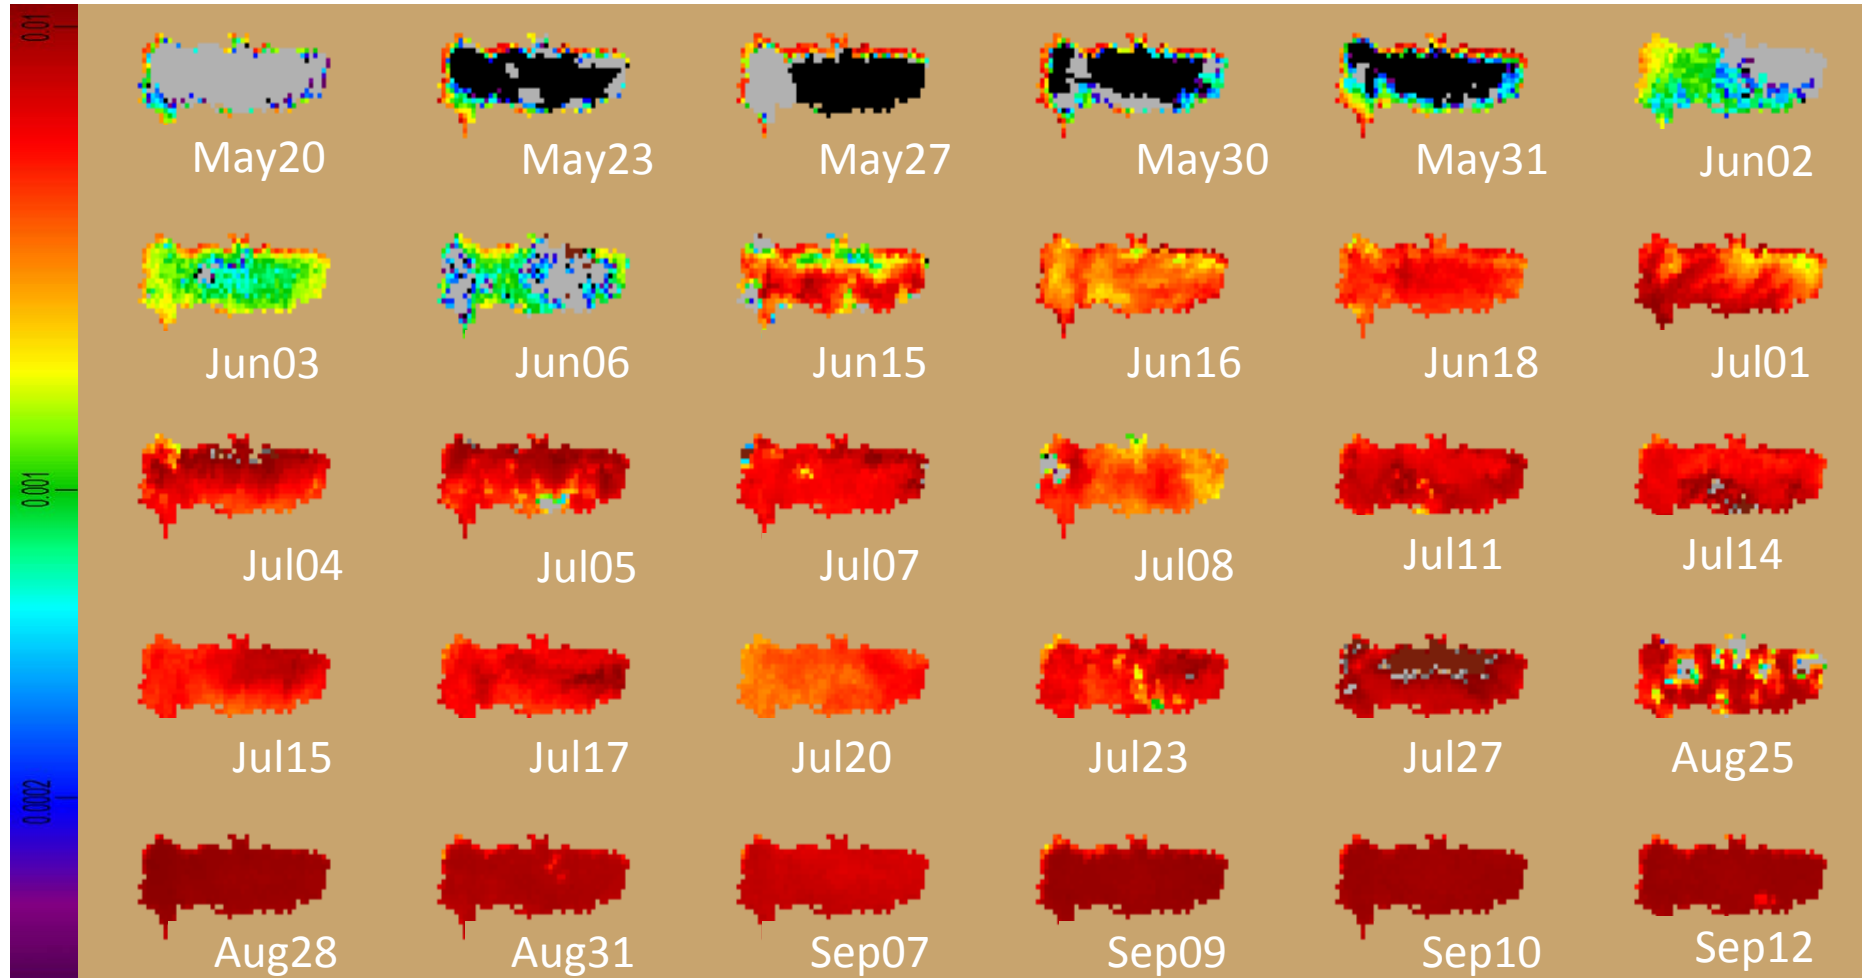 0.01
May20 May23 May27 May30 May31 Jun02
Jun03 Jun06 Jun15 Jun16 Jun18 Jul01
0.001
Jul04 Jul05 Jul07 Jul08 Jul11 Jul14
Jul15 Jul17 Jul20 Jul23 Jul27 Aug25
0.0002
Aug28 Aug31 Sep07 Sep09 Sep10 Sep12